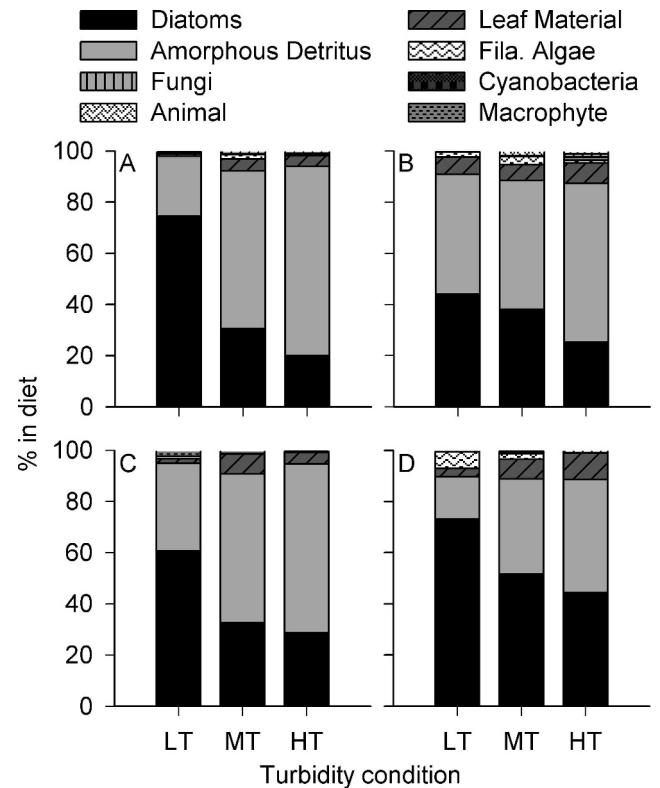 Diatoms Leaf Material
Amorphous Detritus Fila. Algae
Fungi Cyanobacteria
Animal Macrophyte
A B
100
80
60
40
20
0
C D
100
80
60
40
20
0
% in diet
LT MT HT LT MT HT
Turbidity condition